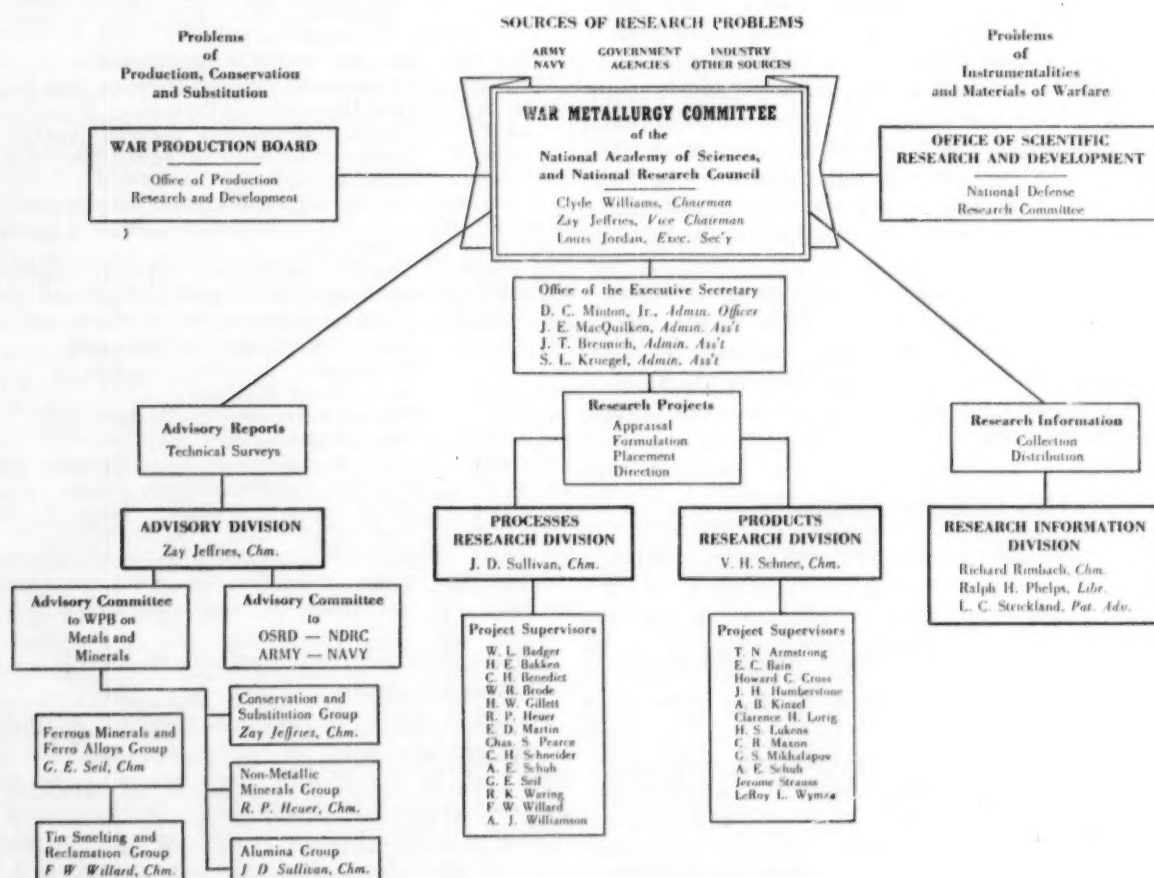 SOURCES OF RESEARCH PROBLEMS
ARMY
NAVY
GOVERNMENT
AGENCIES
INDUSTRY
OTHER SOURCES
Problems
of
Production, Conservation
and Substitution
WAR PRODUCTION BOARD
Office of Production
Research and Development
WAR METALLURGY COMMITTEE
of the
National Academy of Sciences,
and National Research Council
Clyde Williams, Chairman
Zay Jeffries, Vice Chairman
Louis Jordan, Exec. Sec'y
Problems
of
Instrumentalities
and Materials of Warfare
OFFICE OF SCIENTIFIC
RESEARCH AND DEVELOPMENT
National Defense
Research Committee
Office of the Executive Secretary
D. C. Minton, Jr., Admin. Officer
J. E. MacQuilken, Admin. Ass't
J. T. Breunich, Admin. Ass't
S. L. Kruegel, Admin. Ass't
Advisory Reports
Technical Surveys
Research Projects
Appraisal
Formulation
Placement
Direction
Research Information
Collection
Distribution
ADVISORY DIVISION
Zay Jeffries, Chm.
PROCESSES
RESEARCH DIVISION
J. D. Sullivan, Chm.
PRODUCTS
RESEARCH DIVISION
V. H. Schnee, Chm.
RESEARCH INFORMATION
DIVISION
Richard Rimbach, Chm.
Ralph H. Phelps, Libr.
L. C. Strickland, Pat. Adv.
Advisory Committee
to WPB on
Metals and
Minerals
Advisory Committee
to
OSRD — NDRC
ARMY — NAVY
Ferrous Minerals and
Ferro Alloys Group
G. E. Seil, Chm
Tin Smelting and
Reclamation Group
F W Willard, Chm.
Conservation and
Substitution Group
Zay Jeffries, Chm.
Non-Metallic
Minerals Group
R. P. Heuer, Chm.
Alumina Group
J D Sullivan, Chm.
Project Supervisors
W. L. Badger
H. E. Bakken
C. H. Benedict
W. R. Brode
H. W. Gillett
R. P. Heuer
E. D. Martin
Chas. S. Pearce
C. H. Schneider
A. E. Schuh
G. E. Seil
R. K. Waring
F. W. Willard
A. J. Williamson
Project Supervisors
T. N Armstrong
E. C. Bain
Howard C. Cross
J. H. Humberstone
A. B. Kinzel
Clarence H. Lorig
H. S. Lukens
C. R. Maxon
G. S. Mikhalapov
A. E. Schuh
Jerome Strauss
LeRoy L. Wyman